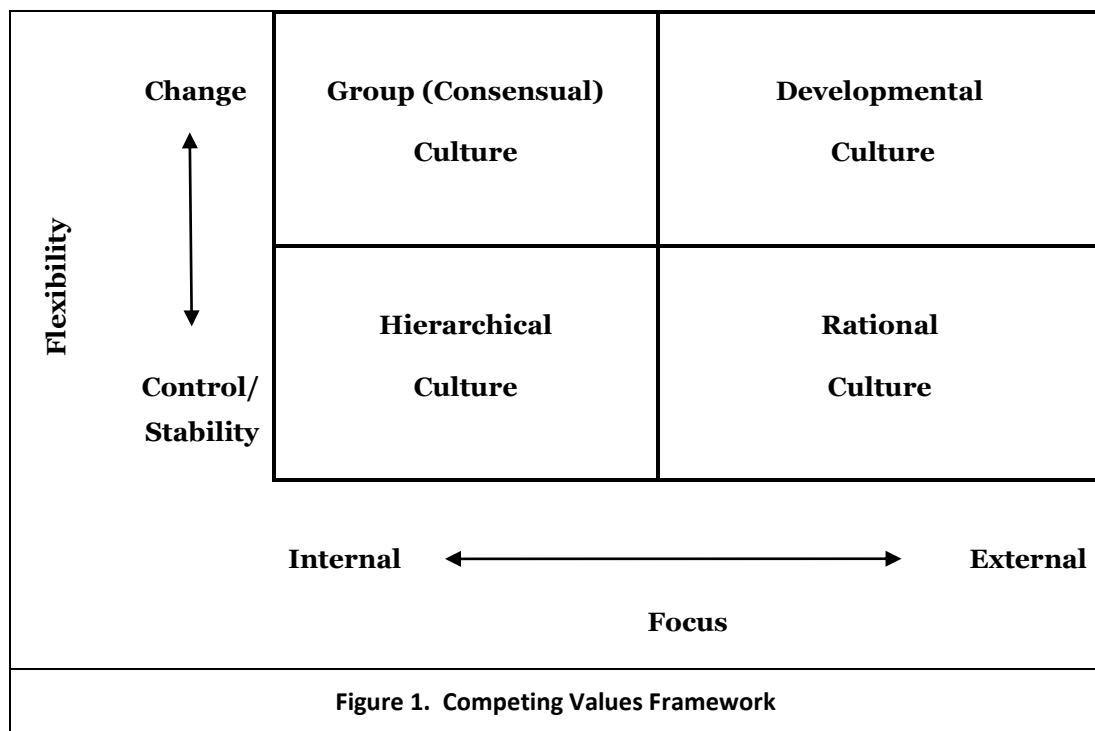 Change
Group (Consensual)
Culture
Developmental
Culture
Flexibility
Hierarchical
Culture
Rational
Culture
Control/
Stability
Internal
External
Focus
Figure 1. Competing Values Framework